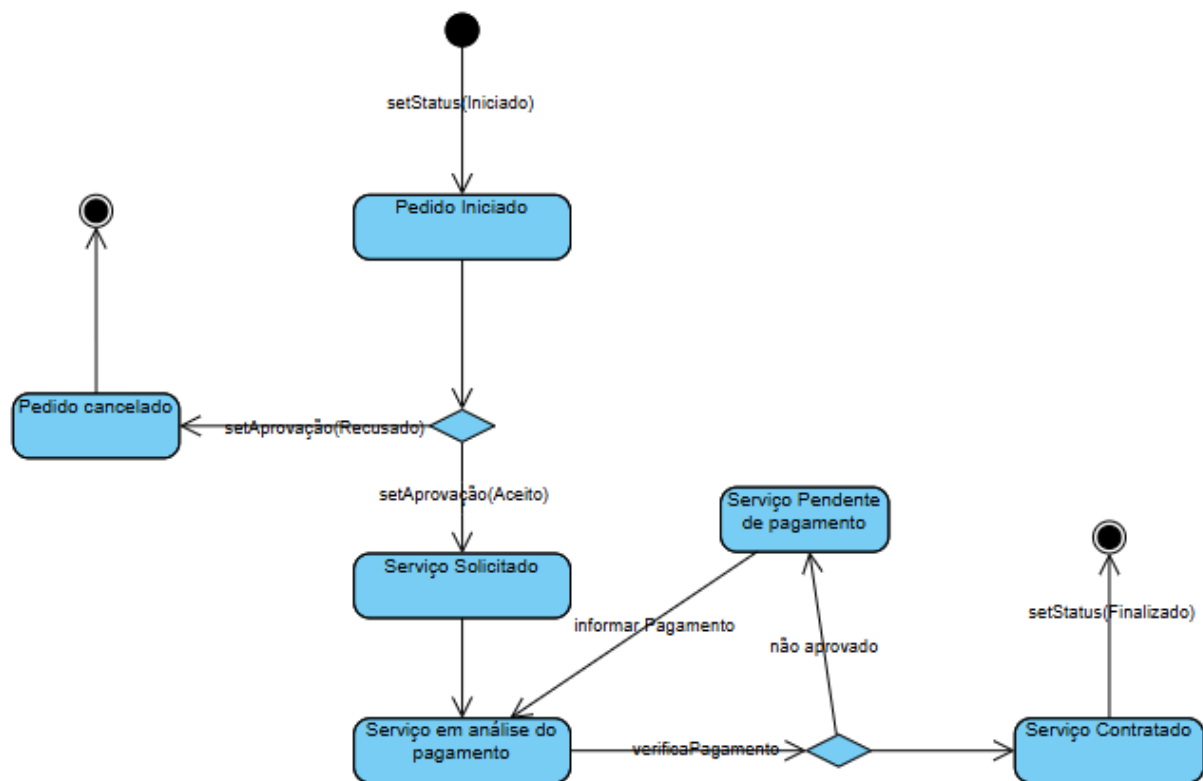 setStatus(Iniciado)
Pedido Iniciado
Pedido cancelado
setAprovação(Recusado)
setAprovação(Aceito)
Serviço Pendente
de pagamento
Serviço Solicitado
setStatus(Finalizado)
informar Pagamento
não aprovado
Serviço em análise do
pagamento
verificaPagamento
Serviço Contratado